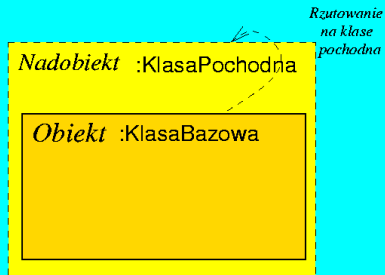 Rzutowanie
na klase
pochodna
Nadobiekt :KlasaPochodna
Obiekt :KlasaBazowa